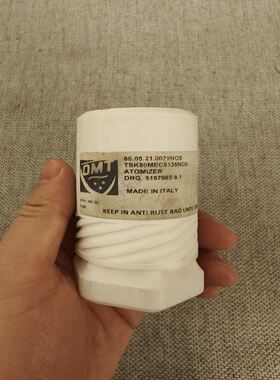 OMT
60.05.21.0079NOS
TSK80MEC5135NOS
ATOMIZER
DRG. 5157083-9.1
MADE IN ITALY
KEEP IN ANTI RUST BAG UNTIL